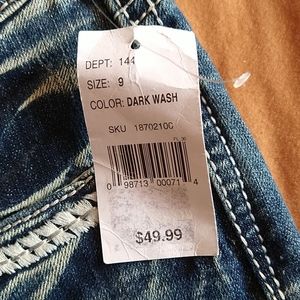 DEPT: 144
SIZE: 9
COLOR: DARK WASH
SKU 1870210C
0 98713 00071 4
$49.99